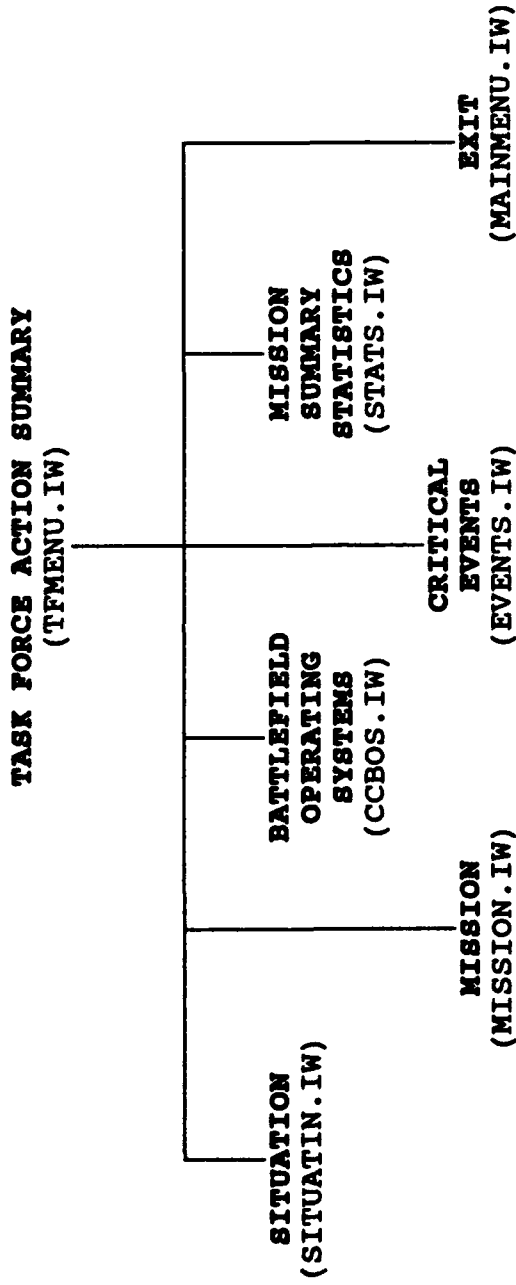 TASK FORCE ACTION SUMMARY
(TFMENU.IW)
SITUATION
(SITUATIN.IW)
MISSION
(MISSION.IW)
BATTLEFIELD
OPERATING
SYSTEMS
(CCBOS.IW)
CRITICAL
EVENTS
(EVENTS.IW)
MISSION
SUMMARY
STATISTICS
(STATS.IW)
EXIT
(MAINMENU.IW)